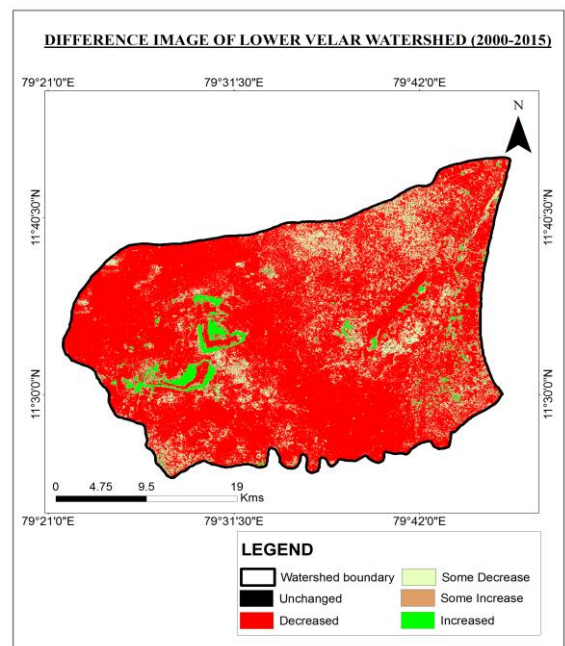 DIFFERENCE IMAGE OF LOWER VELAR WATERSHED (2000-2015)
79°21'0"E 79°31'30"E 79°42'0"E
N
11°40'30"N 11°40'30"N
11°30'0"N 11°30'0"N
0 4.75 9.5 19
Kms
79°21'0"E 79°31'30"E 79°42'0"E
LEGEND
Watershed boundary Some Decrease
Unchanged Some Increase
Decreased Increased